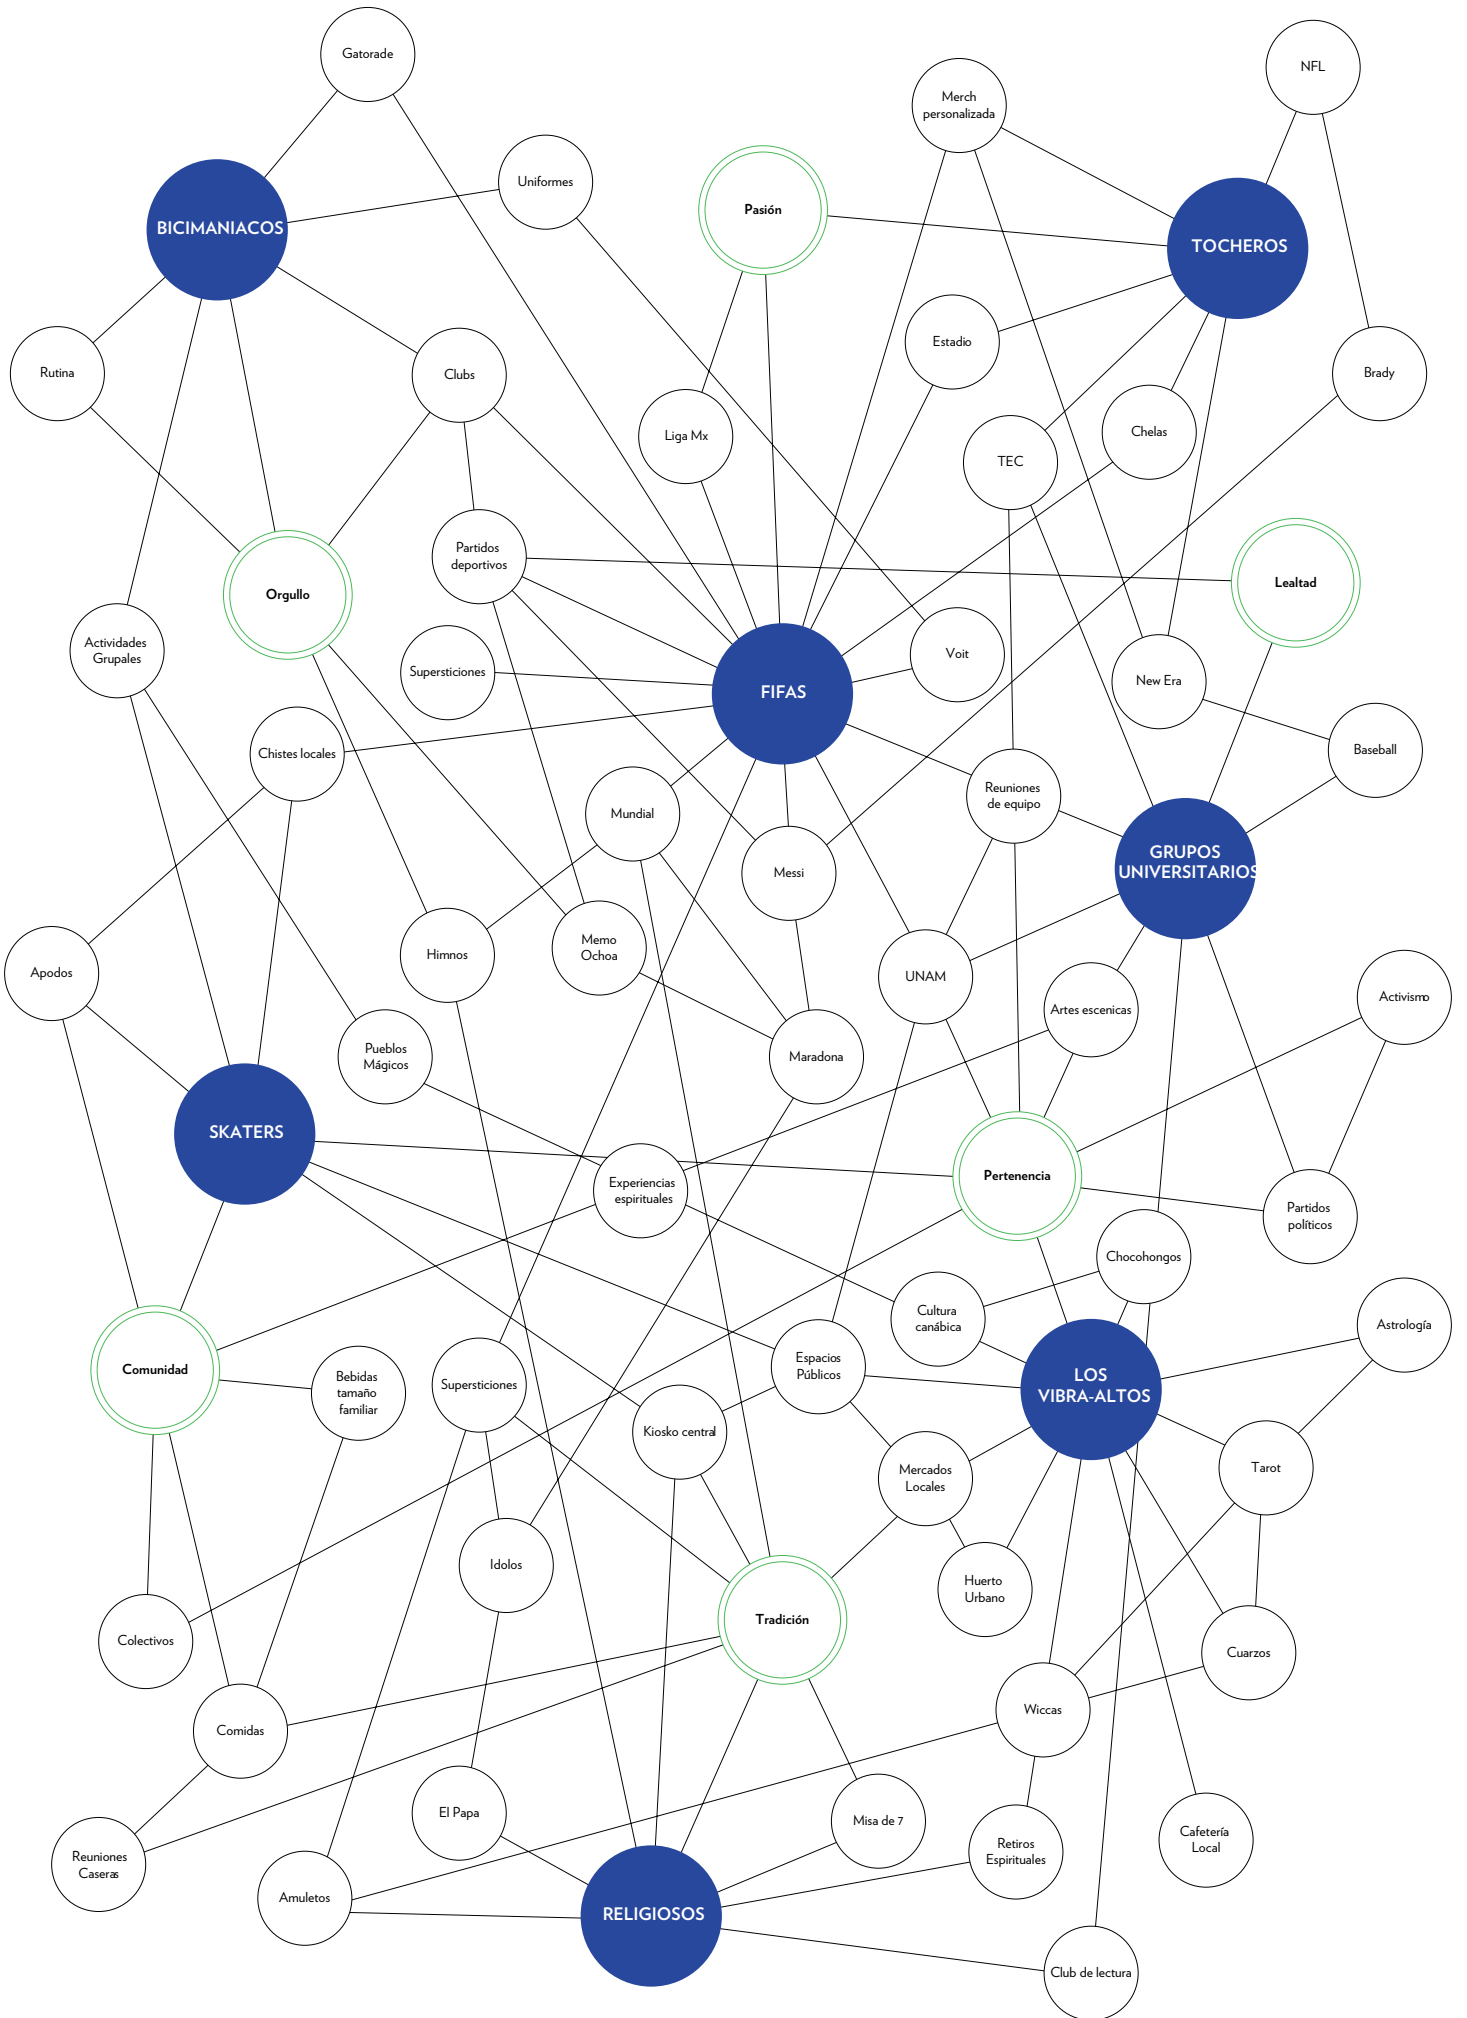 Gatorade
NFL
Merch
personalizada
Uniformes
Pasión
BICIMANIACOS
TOCHEROS
Estadio
Rutina
Clubs
Brady
Liga Mx
Chelas
TEC
Partidos
deportivos
Lealtad
Orgullo
Actividades
Grupales
Supersticiones
Voit
New Era
FIFAS
Chistes locales
Baseball
Mundial
Reuniones
de equipo
Messi
GRUPOS
UNIVERSITARIOS
Himnos
Memo
Ochoa
Apodos
UNAM
Artes escenicas
Activismo
Pueblos
Mágicos
Maradona
SKATERS
Experiencias
espirituales
Pertenencia
Partidos
políticos
Chocohongos
Cultura
canábica
Astrología
Comunidad
Bebidas
tamaño
familiar
Supersticiones
Espacios
Públicos
LOS
VIBRA-ALTOS
Kiosko central
Mercados
Locales
Tarot
Idolos
Huerto
Urbano
Tradición
Colectivos
Cuarzos
Comidas
Wiccas
El Papa
Misa de 7
Cafetería
Local
Reuniones
Caseras
Retiros
Espirituales
Amuletos
RELIGIOSOS
Club de lectura